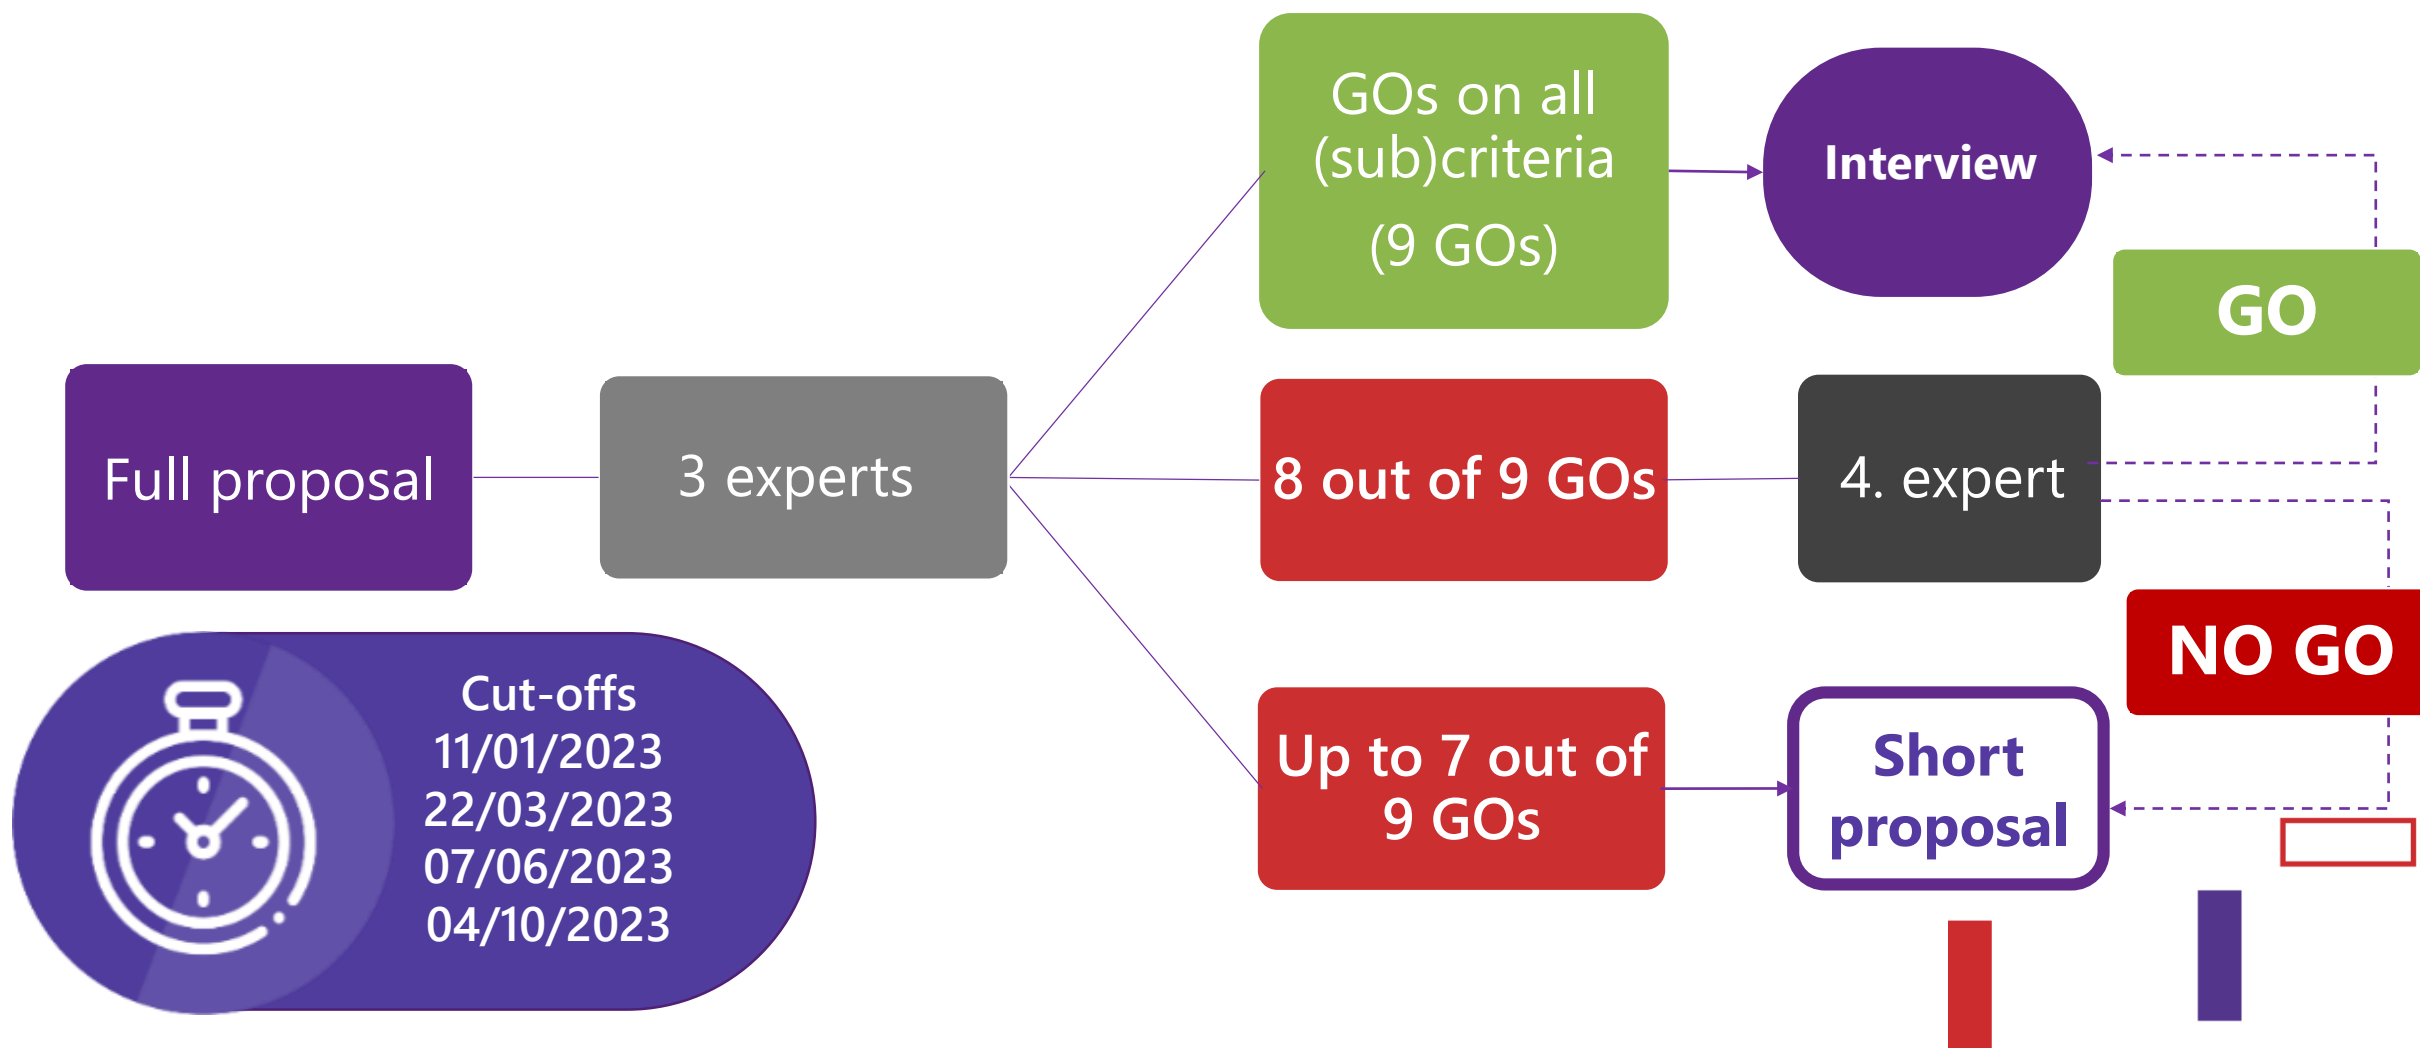 GOs on all
(sub)criteria
(9 GOs)
Interview
GO
Full proposal
3 experts
8 out of 9 GOs
4. expert
NO GO
Cut-offs
11/01/2023
22/03/2023
07/06/2023
04/10/2023
Up to 7 out of
9 GOs
Short
proposal